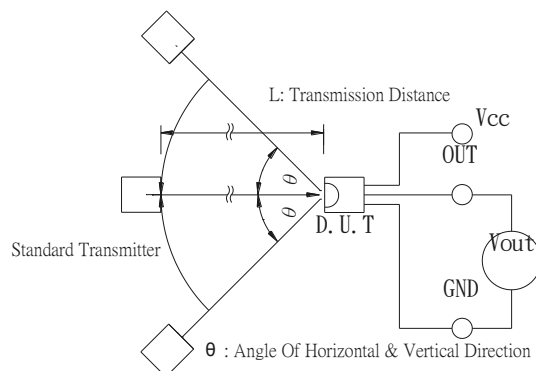 L: Transmission Distance
Vcc
OUT
θ
θ
D.U.T
Standard Transmitter
Vout
GND
θ : Angle Of Horizontal & Vertical Direction